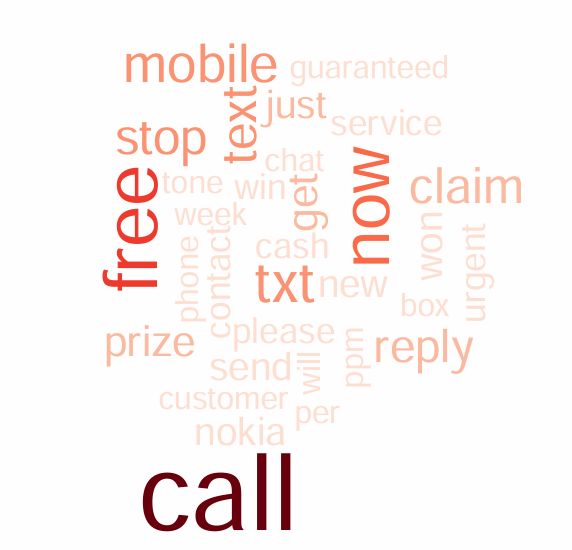 mobile
guaranteed
text
just
service
stop
chat
now
free
tone
win
get
claim
week
won
contact
cash
urgent
phone
txt
new
box
prize
please
reply
send
will
ppm
customer
per
nokia
call